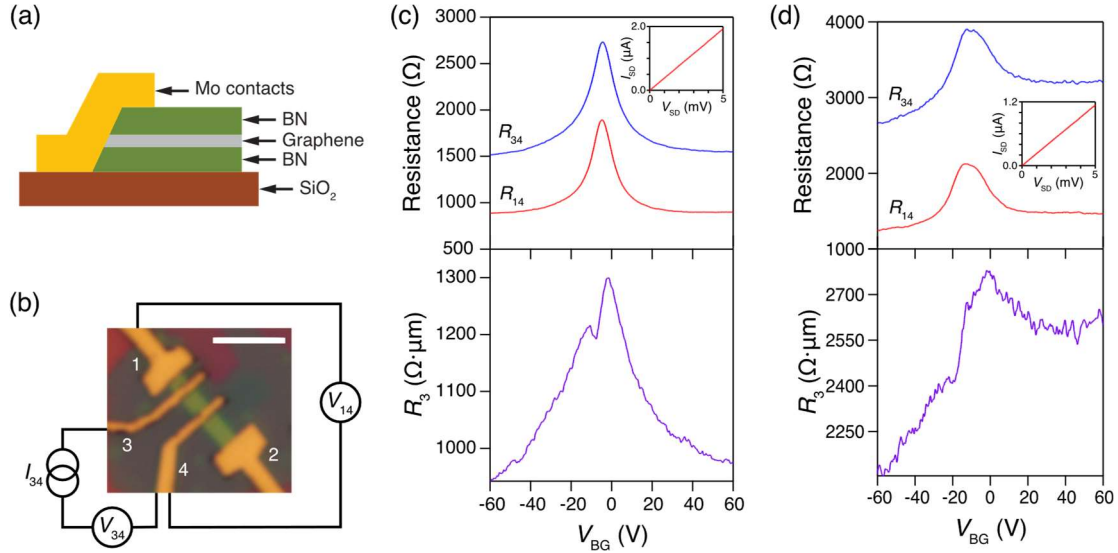 (a)
Mo contacts
BN
Graphene
BN
SiO2
(b)
1
2
3
4
I34
V34
V14
(c)
3000
2500
2000
1500
1000
500
Resistance (Ω)
R34
R14
2.0
1.0
0.0
ISD (μA)
0
5
VSD (mV)
1300
1200
1100
1000
R3 (Ω·μm)
-60 -40 -20 0 20 40 60
VBG (V)
(d)
4000
3000
2000
1000
Resistance (Ω)
R34
R14
1.2
0.6
0.0
ISD (μA)
0
5
VSD (mV)
2700
2550
2400
2250
R3 (Ω·μm)
-60 -40 -20 0 20 40 60
VBG (V)